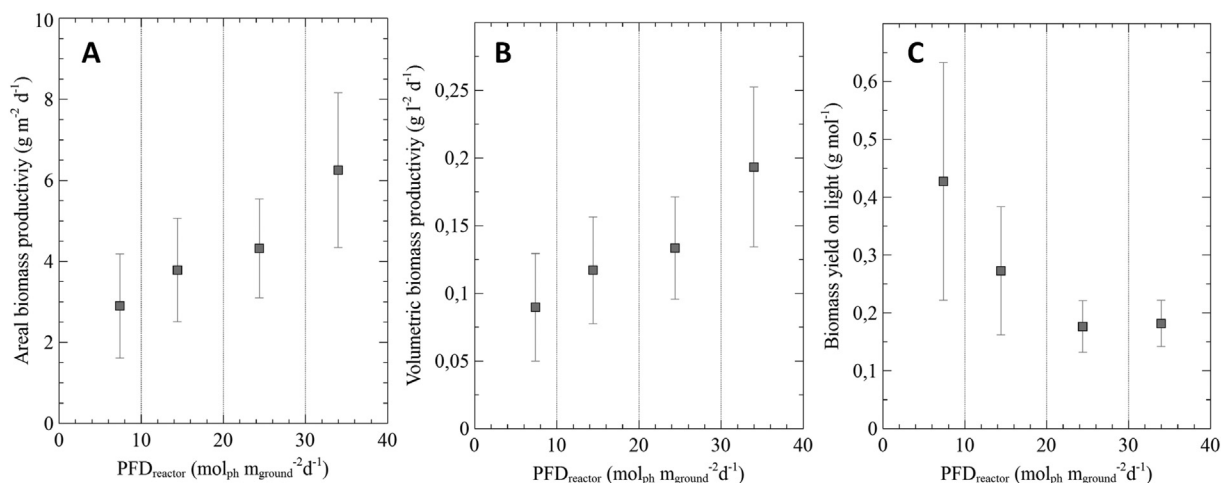 A
Areal biomass productiviy (g m-2 d-1)
10
8
6
4
2
0
0 10 20 30 40
PFDreactor (molph mground-2d-1)
B
Volumetric biomass productiviy (g l-2 d-1)
0,25
0,2
0,15
0,1
0,05
0
0 10 20 30 40
PFDreactor (molph mground-2d-1)
C
Biomass yield on light (g mol-1)
0,6
0,5
0,4
0,3
0,2
0,1
0
0 10 20 30 40
PFDreactor (molph mground-2d-1)